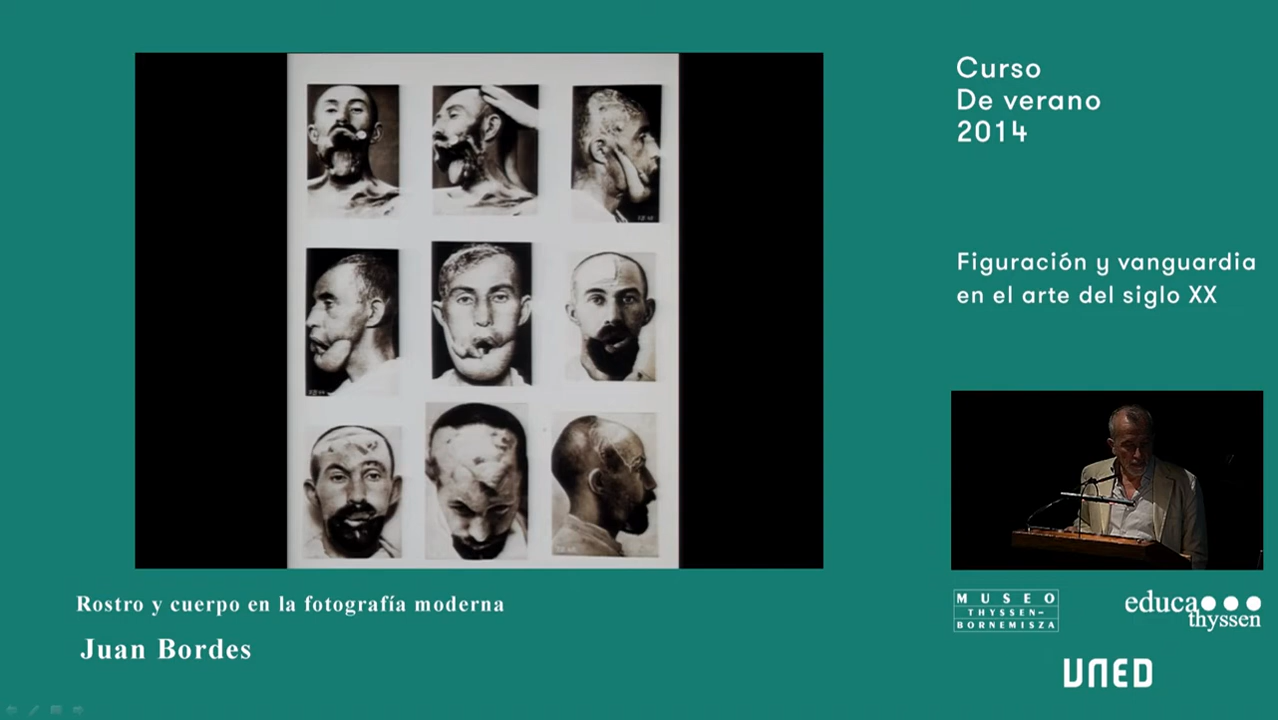 Curso
De verano
2014
Figuración y vanguardia
en el arte del siglo XX
Rostro y cuerpo en la fotografía moderna
Juan Bordes
MUSEO
THYSSEN-
BORNEMISZA
educa
thyssen
UNED